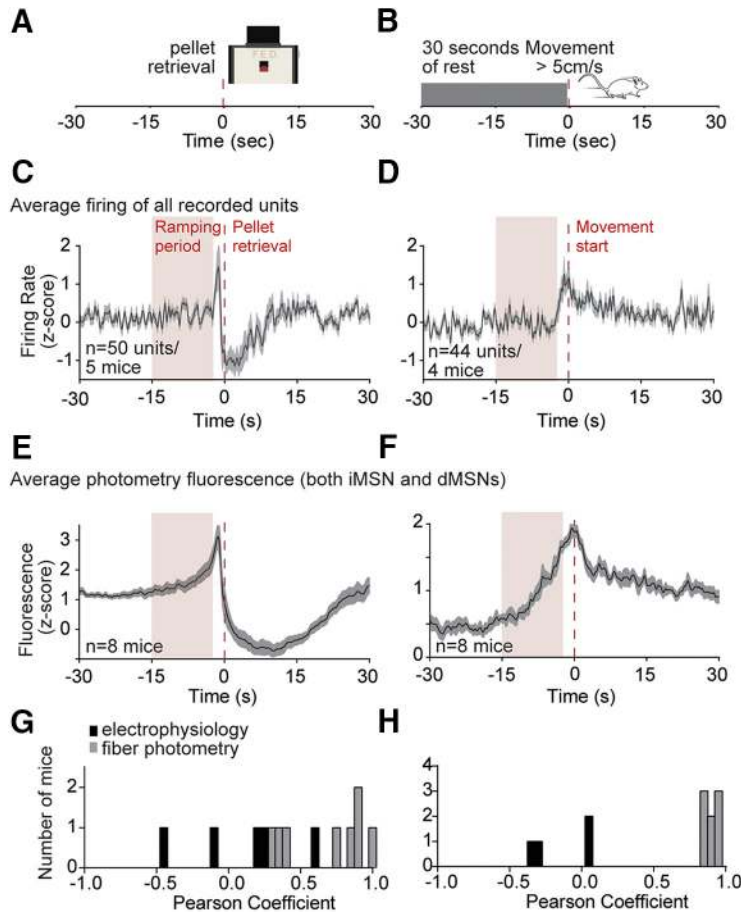 A
pellet
retrieval
F E D
-30 -15 0 15 30
Time (sec)
B
30 seconds Movement
of rest > 5cm/s
-30 -15 0 15 30
Time (sec)
C
D
Average firing of all recorded units
Ramping
period
Pellet
retrieval
Firing Rate
(z-score)
2
1
0
-1
n=50 units/
5 mice
-30 -15 0 15 30
Time (s)
Movement
start
2
1
0
-1
n=44 units/
4 mice
-30 -15 0 15 30
Time (s)
E
F
Average photometry fluorescence (both iMSN and dMSNs)
Fluorescence
(z-score)
3
2
1
0
n=8 mice
-30 -15 0 15 30
Time (s)
2
1
0
n=8 mice
-30 -15 0 15 30
Time (s)
G
electrophysiology
fiber photometry
Number of mice
2
1
0
-1.0 -0.5 0.0 0.5 1.0
Pearson Coefficient
H
4
3
2
1
0
-1.0 -0.5 0.0 0.5 1.0
Pearson Coefficient